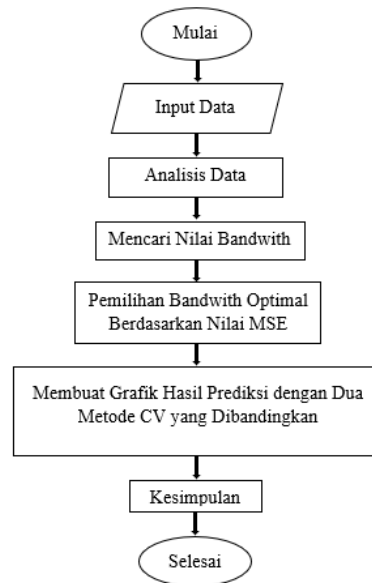 Mulai
Input Data
Analisis Data
Mencari Nilai Bandwith
Pemilihan Bandwith Optimal
Berdasarkan Nilai MSE
Membuat Grafik Hasil Prediksi dengan Dua
Metode CV yang Dibandingkan
Kesimpulan
Selesai